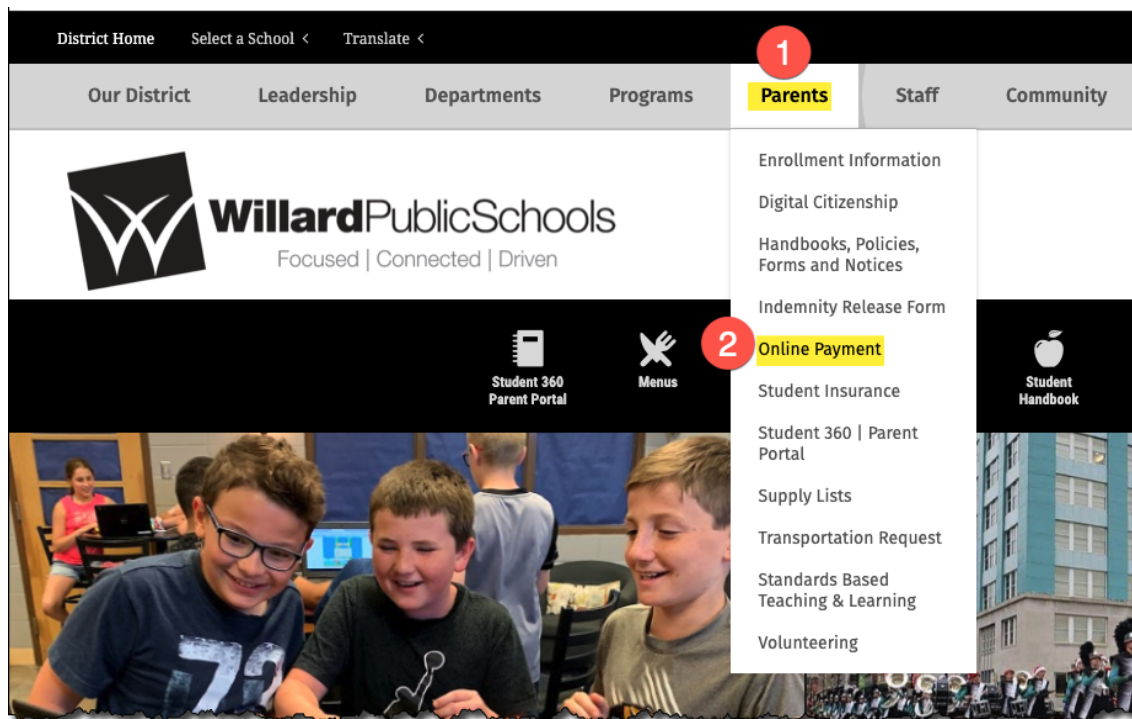 District Home Select a School < Translate <
1
Our District Leadership Departments Programs Parents Staff Community
WillardPublicSchools
Focused | Connected | Driven
Enrollment Information
Digital Citizenship
Handbooks, Policies,
Forms and Notices
Indemnity Release Form
2
Online Payment
Student Insurance
Student 360 | Parent
Portal
Supply Lists
Transportation Request
Standards Based
Teaching & Learning
Volunteering
Student 360
Parent Portal
Menus
Student
Handbook
72